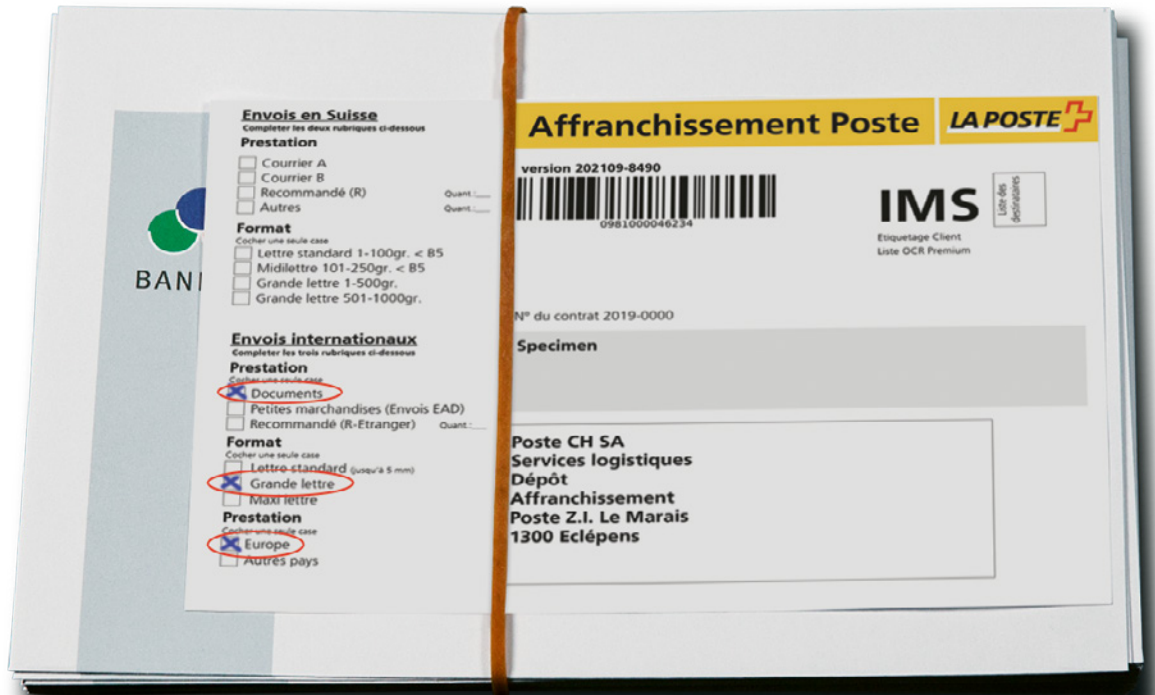 Envois en Suisse
Completer les deux rubriques ci-dessous
Prestation
Courrier A
Courrier B
Recommandé (R) Quant.:__
Autres Quant.:__
Format
Cocher une seule case
Lettre standard 1-100gr. < B5
Midilettre 101-250gr. < B5
Grande lettre 1-500gr.
Grande lettre 501-1000gr.
Envois internationaux
Completer les trois rubriques ci-dessous
Prestation
Cocher une seule case
Documents
Petites marchandises (Envois EAD)
Recommandé (R-Etranger) Quant.:__
Format
Cocher une seule case
Lettre standard (jusqu'à 5 mm)
Grande lettre
Maxi lettre
Prestation
Cocher une seule case
Europe
Autres pays
Affranchissement Poste
LA POSTE
version 202109-8490
0981000046234
IMS
Liste des
destinataires
Etiquetage Client
Liste OCR Premium
N° du contrat 2019-0000
Specimen
Poste CH SA
Services logistiques
Dépôt
Affranchissement
Poste Z.I. Le Marais
1300 Eclépens